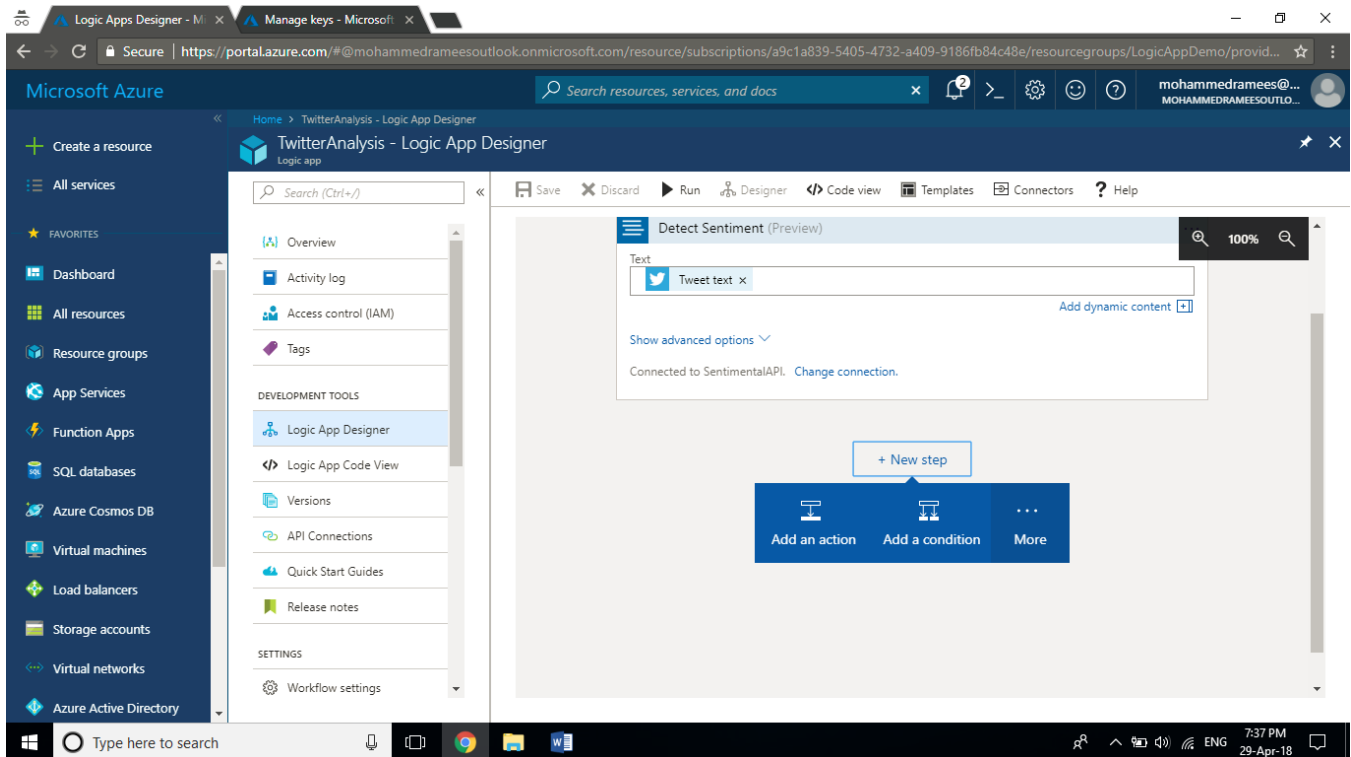 Logic Apps Designer - Mi
Manage keys - Microsoft
Secure | https://portal.azure.com/#@mohammedrameesoutlook.onmicrosoft.com/resource/subscriptions/a9c1a839-5405-4732-a409-9186fb84c48e/resourcegroups/LogicAppDemo/provid...
Microsoft Azure
Search resources, services, and docs
2
mohammedramees@...
MOHAMMEDRAMEESOUTLO...
Create a resource
All services
FAVORITES
Dashboard
All resources
Resource groups
App Services
Function Apps
SQL databases
Azure Cosmos DB
Virtual machines
Load balancers
Storage accounts
Virtual networks
Azure Active Directory
Home > TwitterAnalysis - Logic App Designer
TwitterAnalysis - Logic App Designer
Logic app
Search (Ctrl+/)
Overview
Activity log
Access control (IAM)
Tags
DEVELOPMENT TOOLS
Logic App Designer
Logic App Code View
Versions
API Connections
Quick Start Guides
Release notes
SETTINGS
Workflow settings
Save Discard Run Designer Code view Templates Connectors Help
Detect Sentiment (Preview)
100%
Text
Tweet text ×
Add dynamic content
Show advanced options
Connected to SentimentalAPI. Change connection.
+ New step
Add an action Add a condition More
Type here to search
ENG
7:37 PM
29-Apr-18